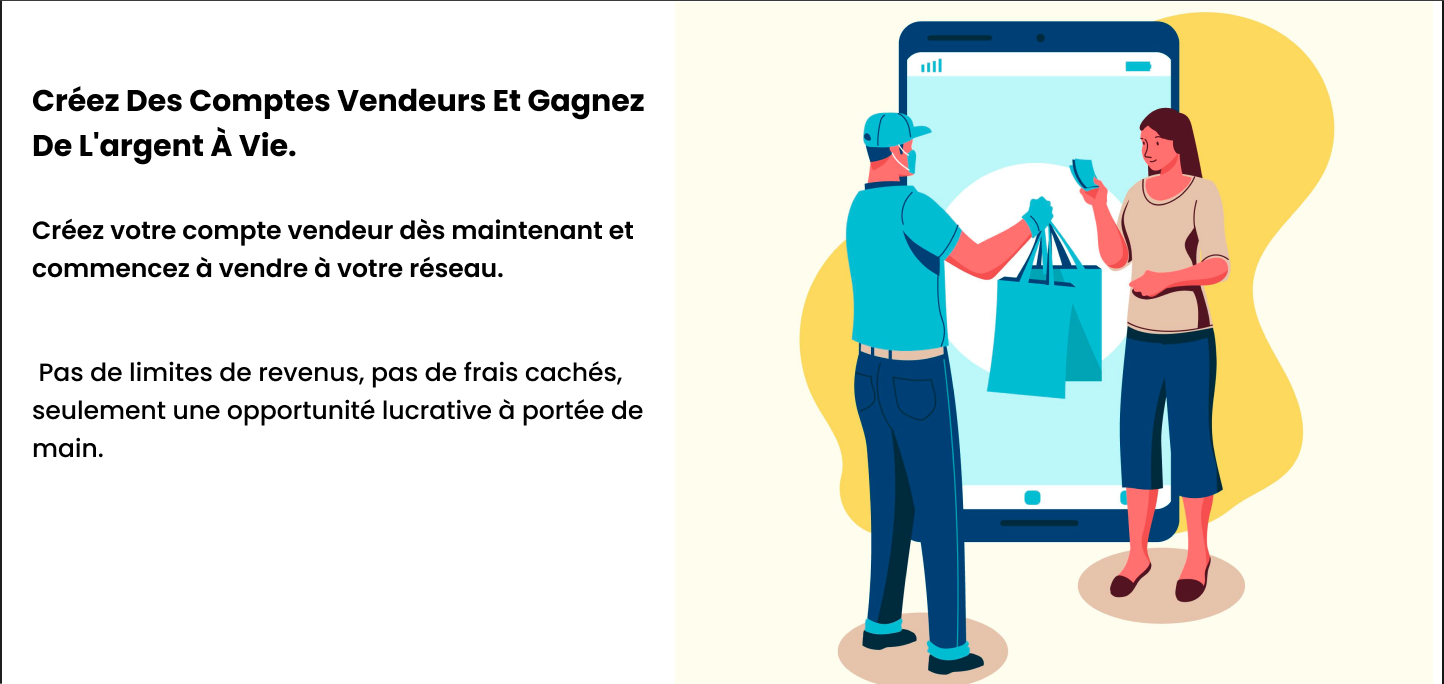 Créez Des Comptes Vendeurs Et Gagnez
De L'argent À Vie.
Créez votre compte vendeur dès maintenant et
commencez à vendre à votre réseau.
Pas de limites de revenus, pas de frais cachés,
seulement une opportunité lucrative à portée de
main.